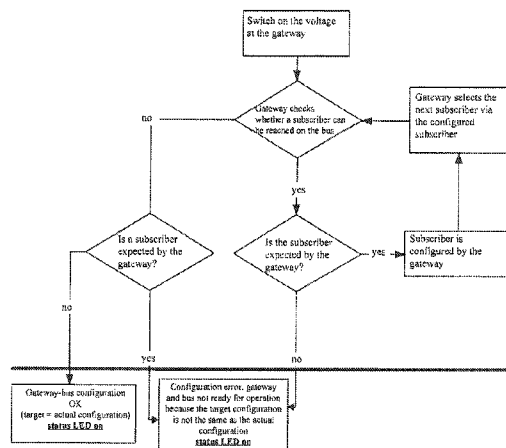 Switch on the voltage
at the gateway
Gateway checks
whether a subscriber can
be reached on the bus
Gateway selects the
next subscriber via
the configured
subscriber
no
yes
Is a subscriber
expected by the
gateway?
Is the subscriber
expected by the
gateway?
yes
Subscriber is
configured by the
gateway
no
yes
no
Gateway-bus configuration
OK
(target = actual configuration)
status LED on
Configuration error, gateway
and bus not ready for operation
because the target configuration
is not the same as the actual
configuration
status LED on